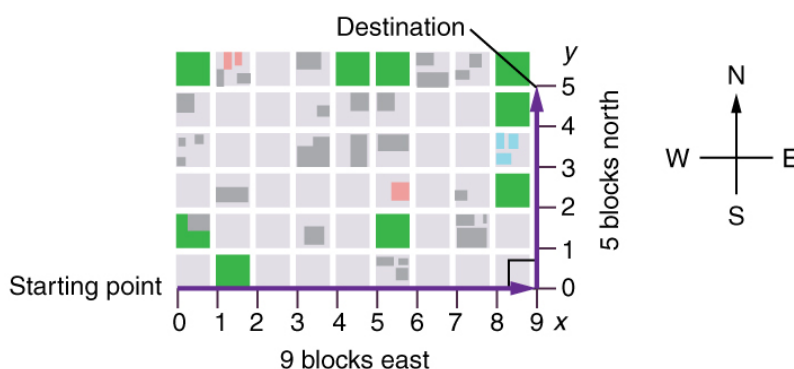 Destination
y
5
4
3
2
1
0
5 blocks north
N
W E
S
Starting point
0 1 2 3 4 5 6 7 8 9 x
9 blocks east